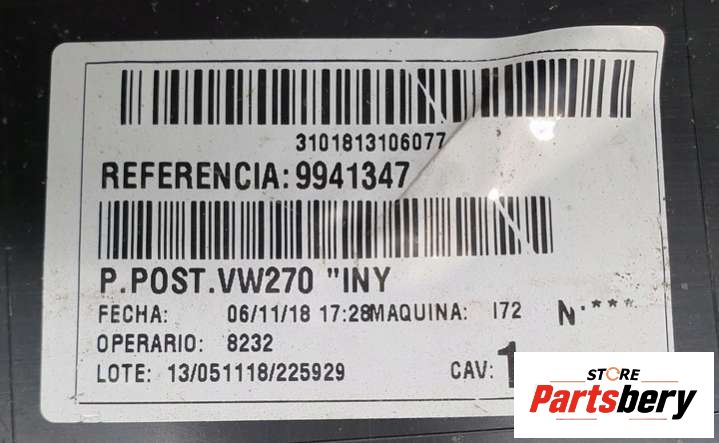 3101813106077
REFERENCIA: 9941347
P.POST.VW270 "INY
FECHA: 06/11/18 17:28 MAQUINA: I72 N.***
OPERARIO: 8232
LOTE: 13/051118/225929 CAV: 1
STORE
Partsbery